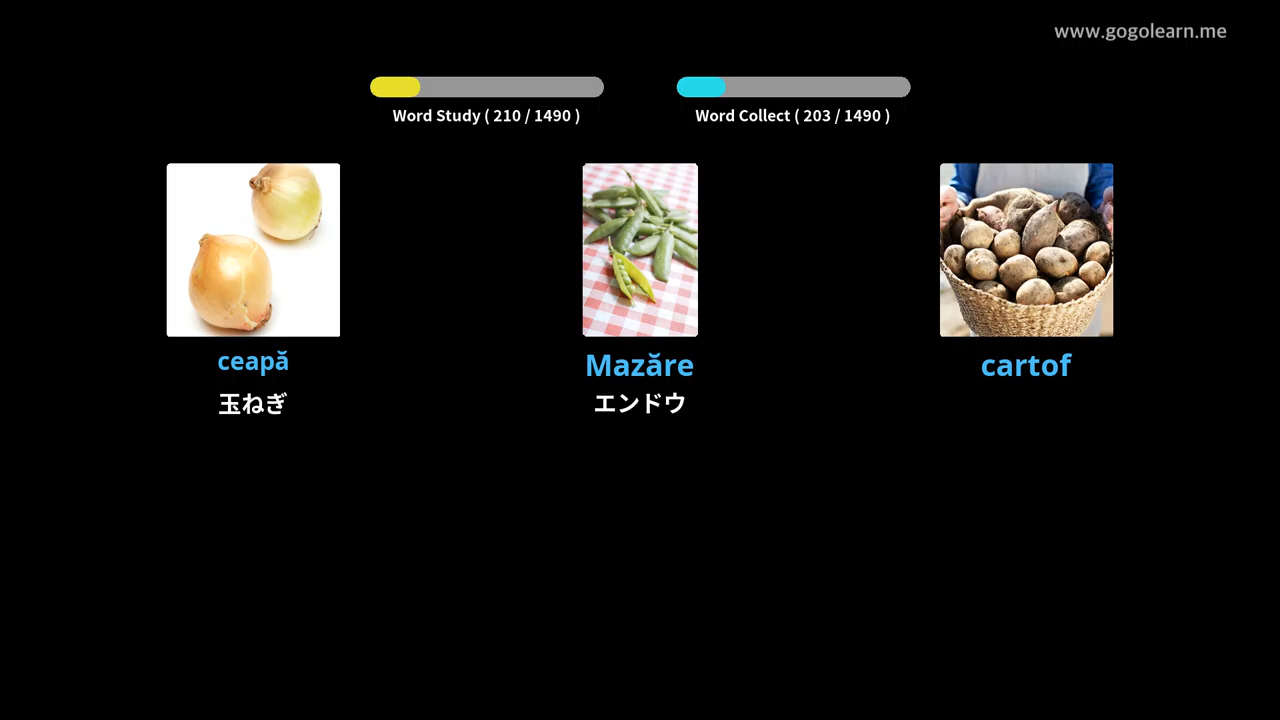 www.gogolearn.me
Word Study ( 210 / 1490 )
Word Collect ( 203 / 1490 )
ceapă
玉ねぎ
Mazăre
エンドウ
cartof